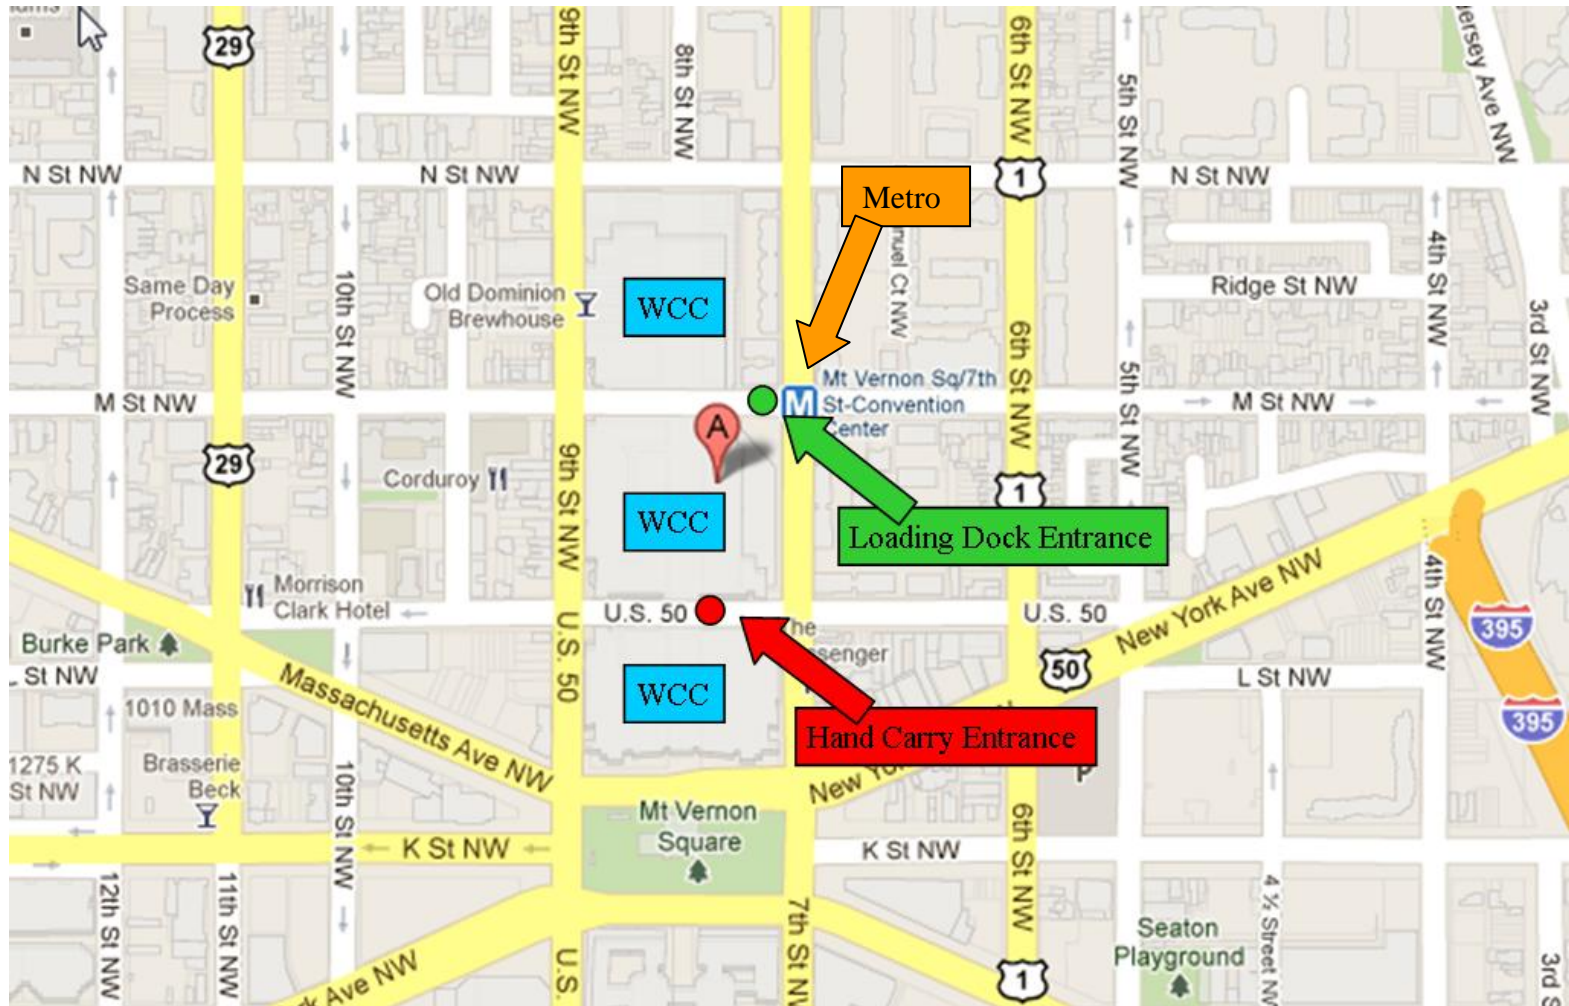 29
9th St NW
8th St NW
6th St NW
5th St NW
ersey Ave NW
N St NW
N St NW
1
N St NW
Metro
10th St NW
Same Day
Process
Old Dominion
Brewhouse
WCC
nuel Ct NW
4th St NW
Ridge St NW
3rd St NW
6th St NW
5th St NW
M St NW
M
Mt Vernon Sq/7th
St-Convention
Center
M St NW
A
29
Corduroy
9th St NW
WCC
1
Loading Dock Entrance
Morrison
Clark Hotel
U.S. 50
U.S. 50
New York Ave NW
4th St NW
395
Burke Park
St NW
U.S. 50
WCC
50
L St NW
395
Massachusetts Ave NW
1010 Mass
Hand Carry Entrance
1275 K
St NW
Brasserie
Beck
10th St NW
Mt Vernon
Square
New Yo
P
6th St NW
K St NW
K St NW
12th St NW
11th St NW
7th St N
4 ½ Street NW
Seaton
Playground
3rd S
Ave NW
U.S.
1